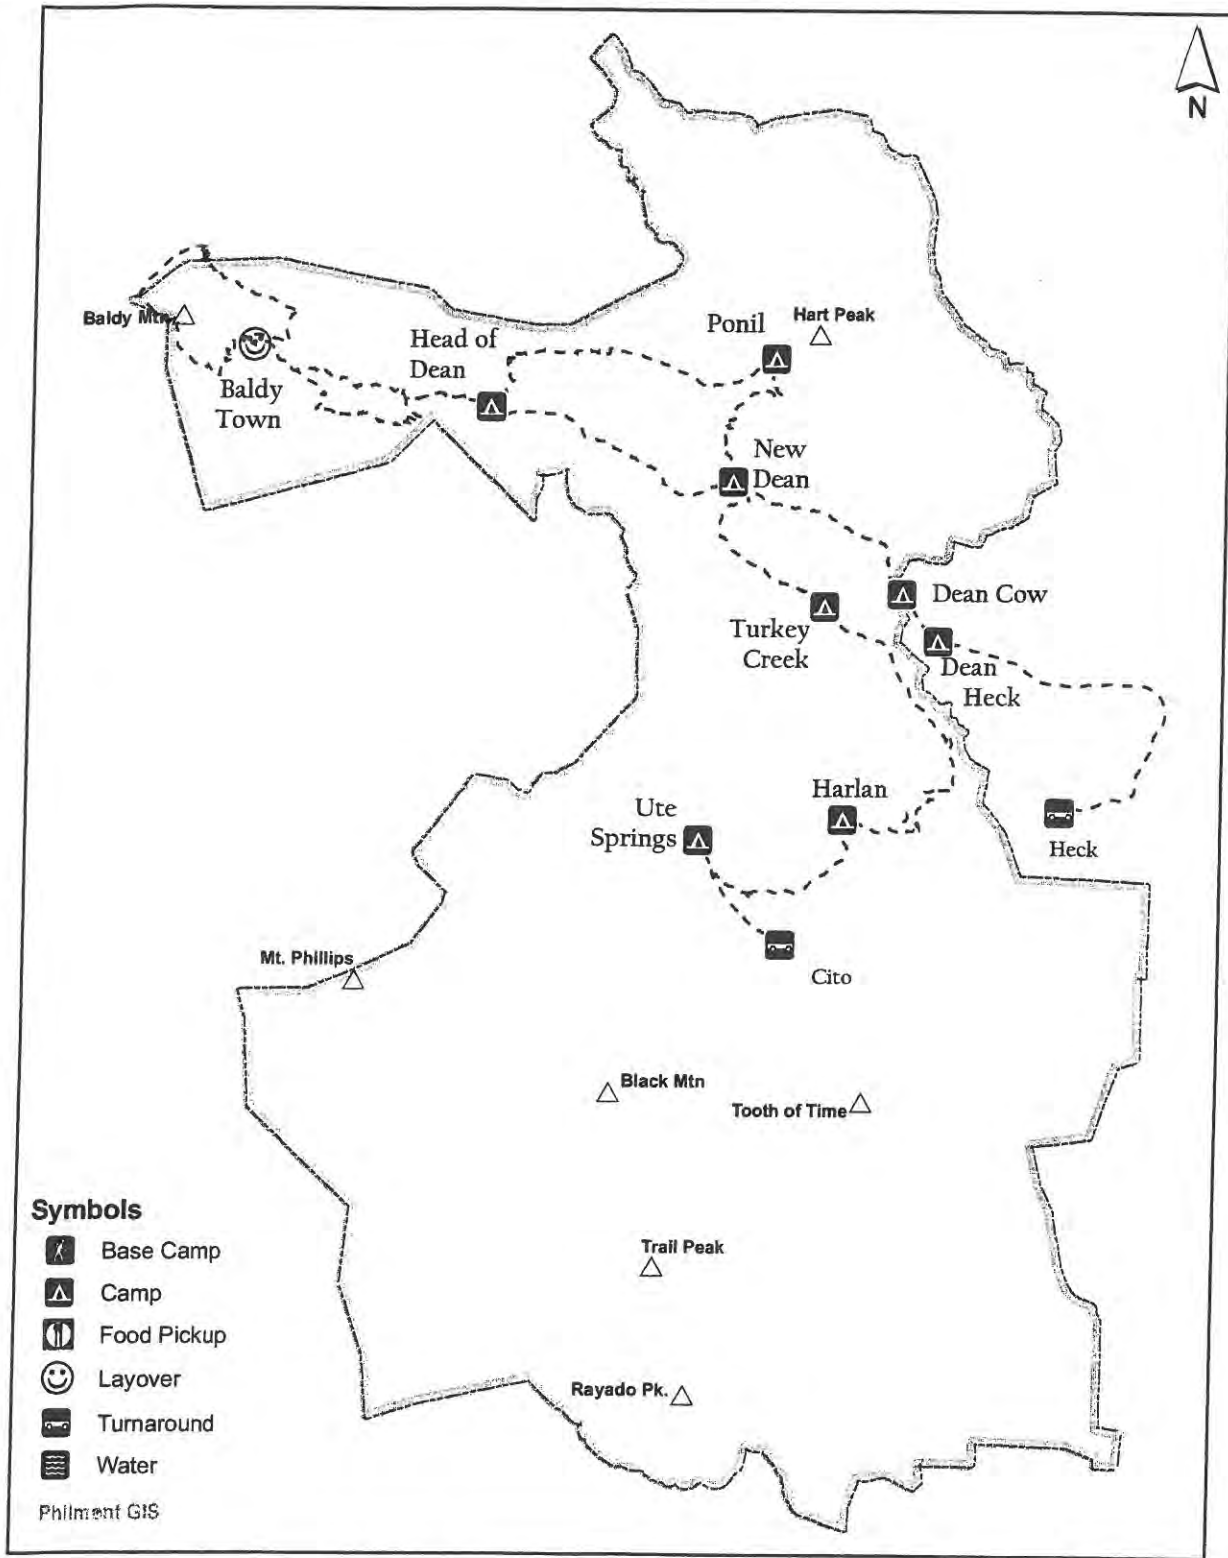 N
Baldy Mtn
Baldy
Town
Head of
Dean
Ponil
Hart Peak
New
Dean
Dean Cow
Turkey
Creek
Dean
Heck
Harlan
Ute
Springs
Heck
Cito
Mt. Phillips
Black Mtn
Tooth of Time
Trail Peak
Rayado Pk.
Symbols
Base Camp
Camp
Food Pickup
Layover
Turnaround
Water
Philmont GIS